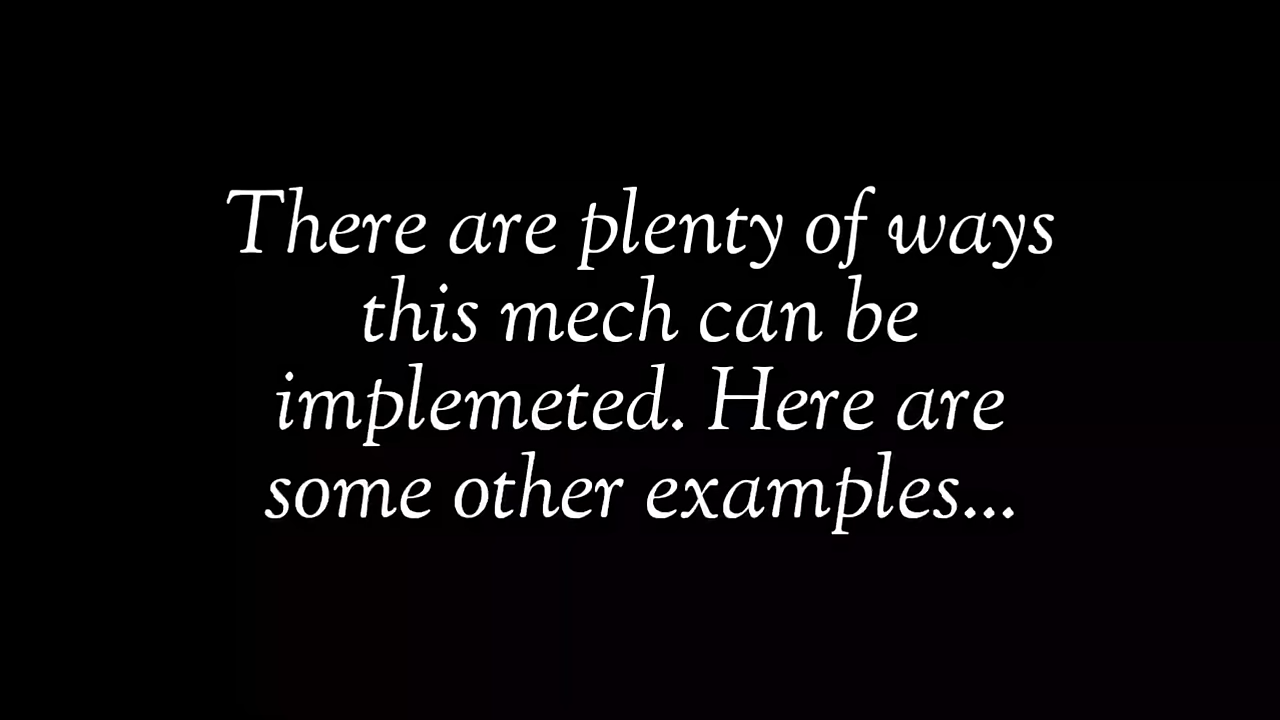 There are plenty of ways
this mech can be
implemeted. Here are
some other examples...